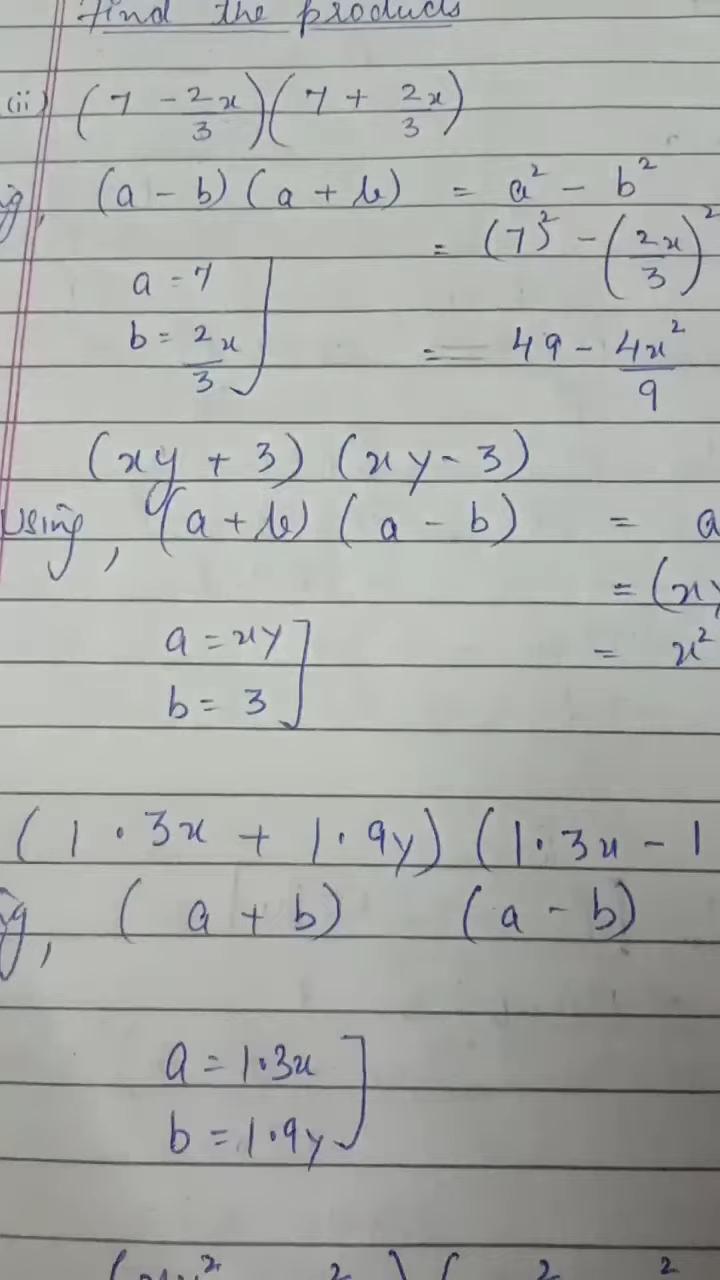 find the products
(ii) (7 - 2x/3)(7 + 2x/3)
(a - b) (a + b) = a² - b²
= (7)² - (2x/3)²
a = 7
b = 2x/3
= 49 - 4x²/9
(xy + 3) (xy - 3)
Using, (a + b) (a - b) = a
= (xy
a = xy
= x²
b = 3
(1.3x + 1.9y) (1.3x - 1
(a + b) (a - b)
a = 1.3x
b = 1.9y